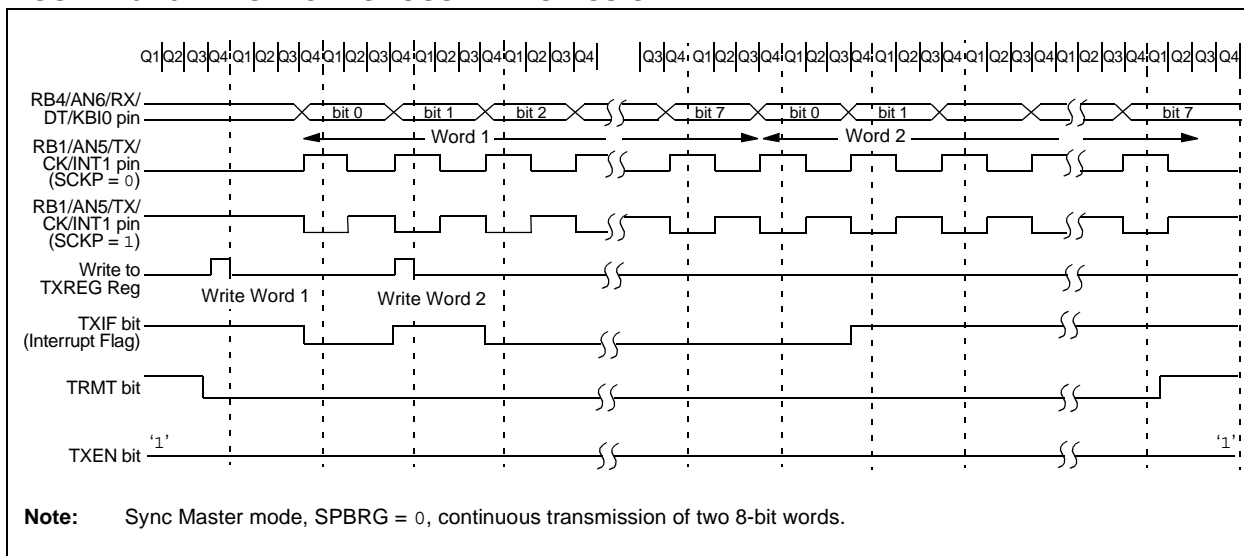 Q1 Q2 Q3 Q4 Q1 Q2 Q3 Q4 Q1 Q2 Q3 Q4 Q1 Q2 Q3 Q4 Q1 Q2 Q3 Q4 Q3 Q4 Q1 Q2 Q3 Q4 Q1 Q2 Q3 Q4 Q1 Q2 Q3 Q4 Q1 Q2 Q3 Q4 Q1 Q2 Q3 Q4 Q1 Q2 Q3 Q4
RB4/AN6/RX/
DT/KBI0 pin
bit 0 bit 1 bit 2 bit 7 bit 0 bit 1 bit 7
Word 1 Word 2
RB1/AN5/TX/
CK/INT1 pin
(SCKP = 0)
RB1/AN5/TX/
CK/INT1 pin
(SCKP = 1)
Write to
TXREG Reg
Write Word 1 Write Word 2
TXIF bit
(Interrupt Flag)
TRMT bit
'1' '1'
TXEN bit
Note: Sync Master mode, SPBRG = 0, continuous transmission of two 8-bit words.